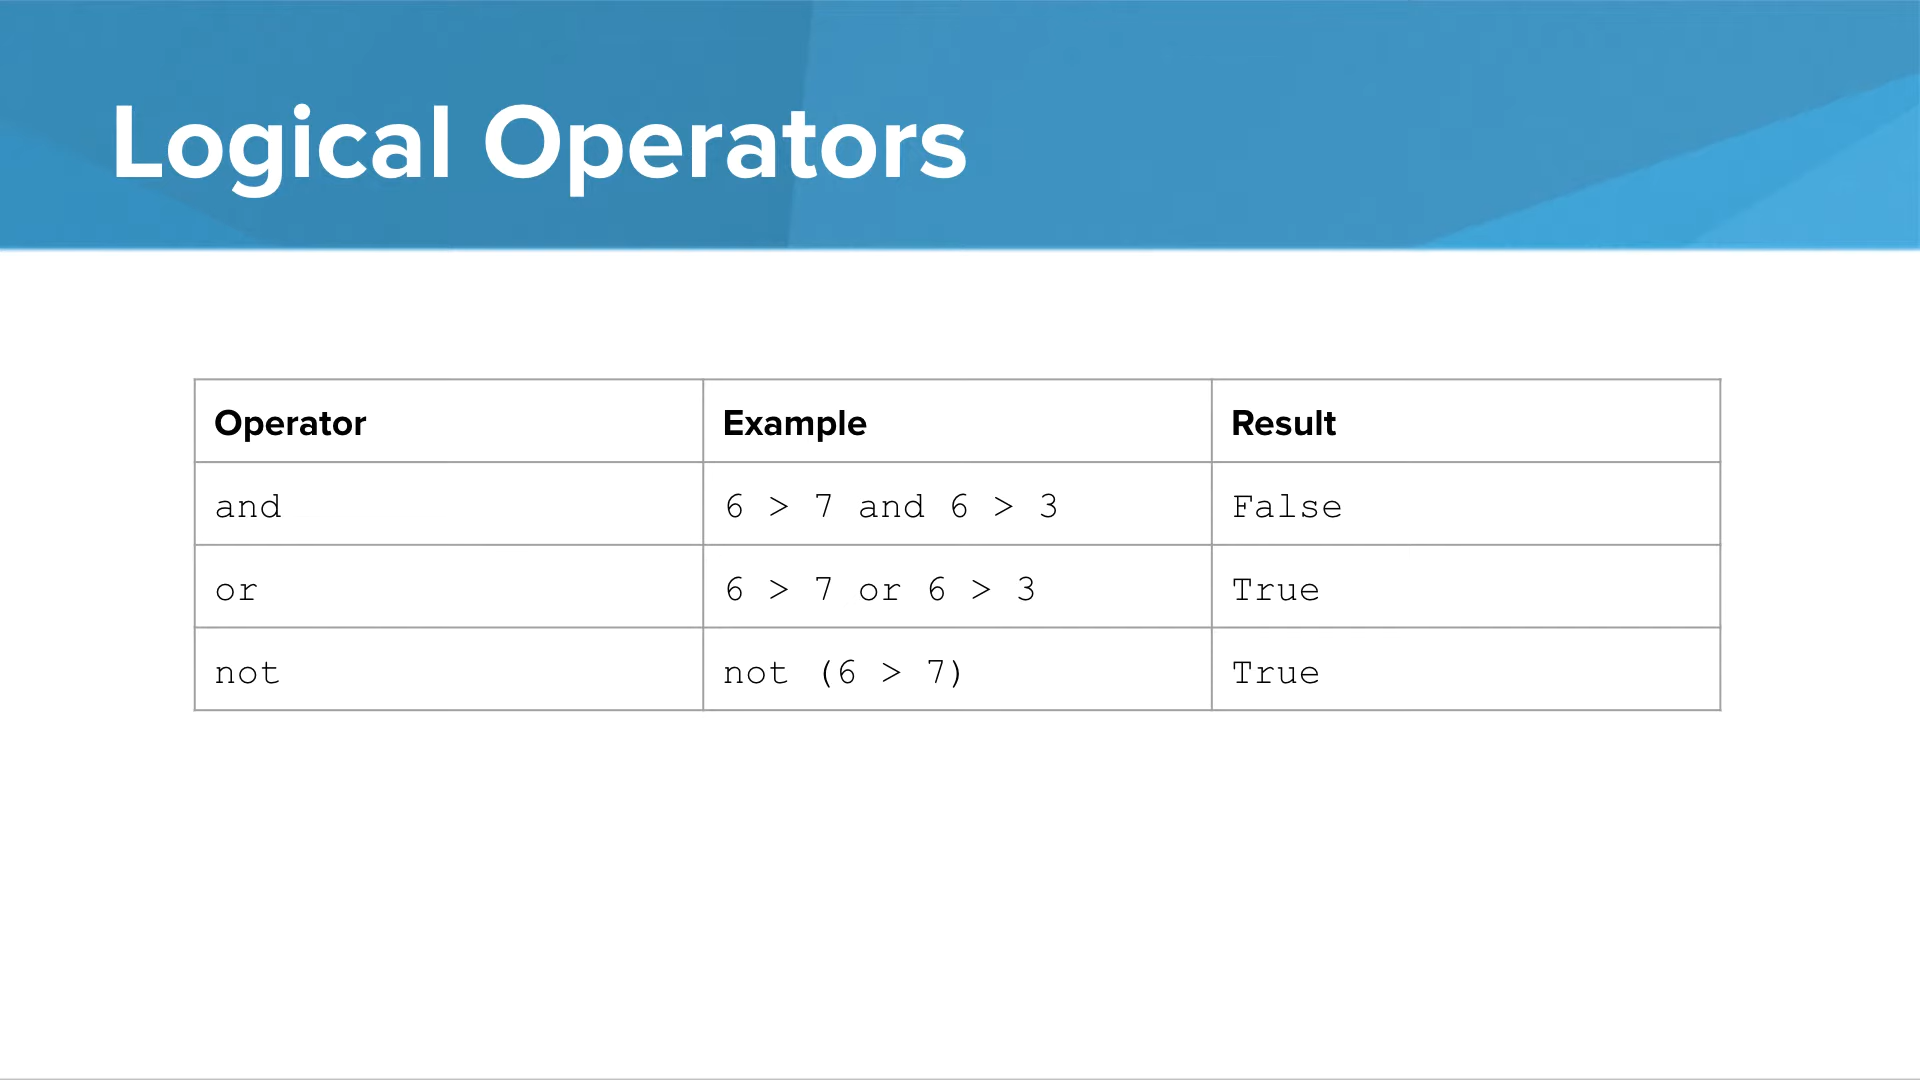 Logical Operators
Operator Example Result
and 6 > 7 and 6 > 3 False
or 6 > 7 or 6 > 3 True
not not (6 > 7) True